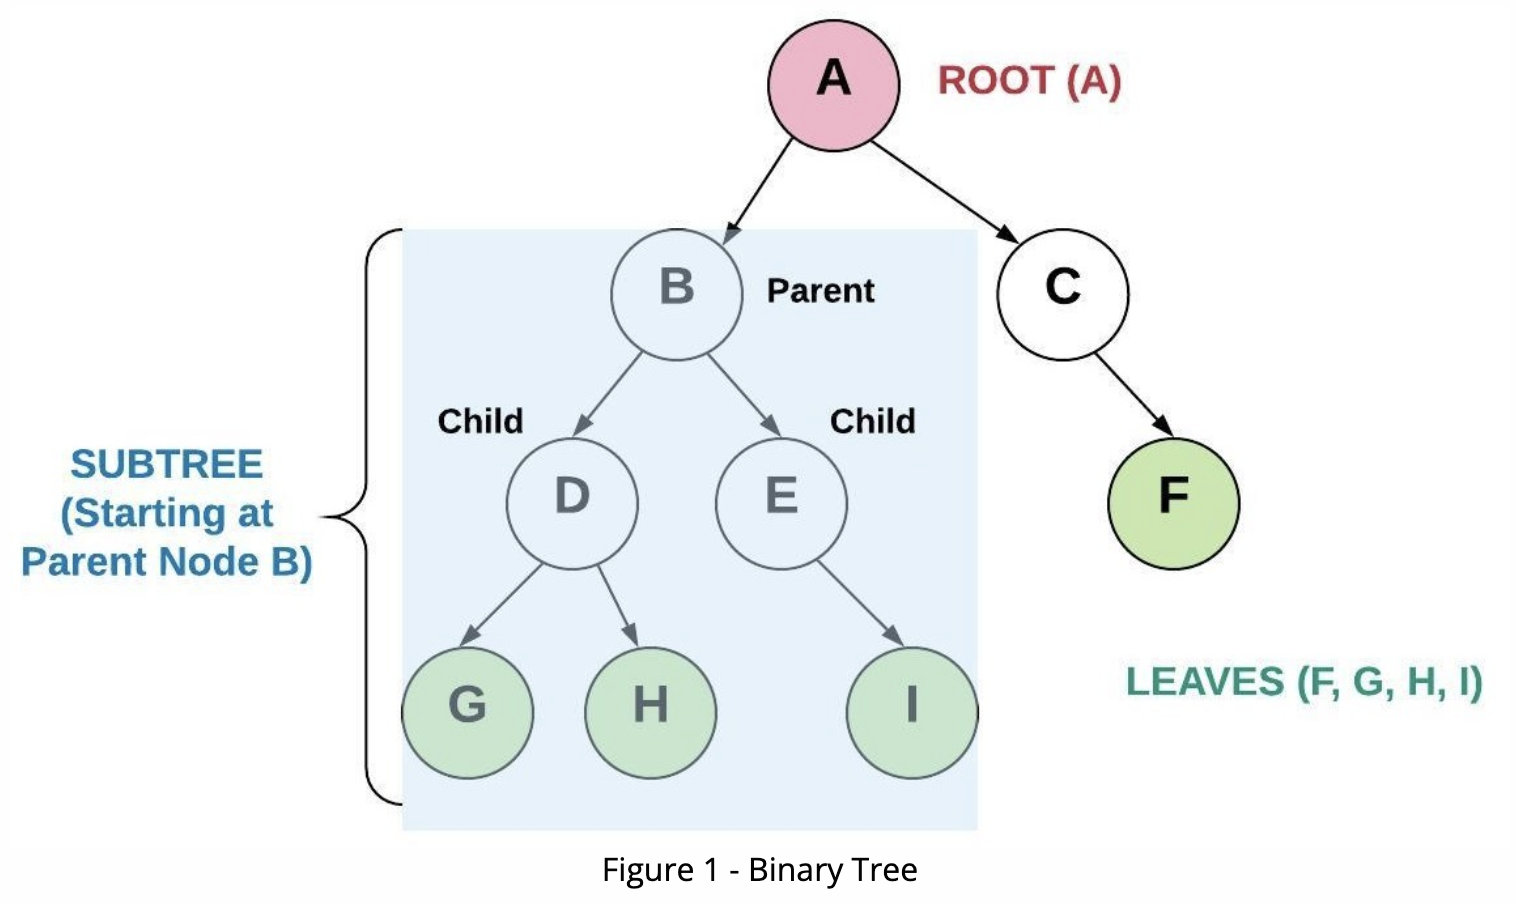 A
ROOT (A)
B
Parent
C
Child
Child
SUBTREE
(Starting at
Parent Node B)
D
E
F
G
H
I
LEAVES (F, G, H, I)
Figure 1 - Binary Tree